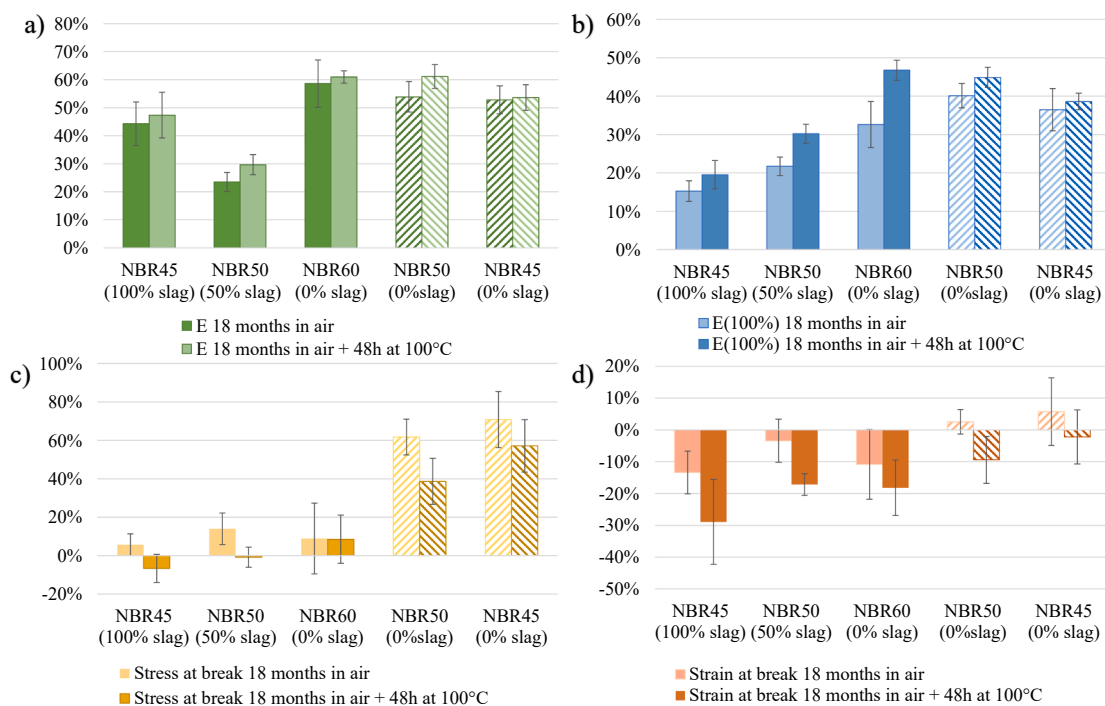 a)
80%
70%
60%
50%
40%
30%
20%
10%
0%
NBR45 NBR50 NBR60 NBR50 NBR45
(100% slag) (50% slag) (0% slag) (0%slag) (0% slag)
E 18 months in air
E 18 months in air + 48h at 100°C
b)
60%
50%
40%
30%
20%
10%
0%
NBR45 NBR50 NBR60 NBR50 NBR45
(100% slag) (50% slag) (0% slag) (0%slag) (0% slag)
E(100%) 18 months in air
E(100%) 18 months in air + 48h at 100°C
c)
100%
80%
60%
40%
20%
0%
-20%
NBR45 NBR50 NBR60 NBR50 NBR45
(100% slag) (50% slag) (0% slag) (0%slag) (0% slag)
Stress at break 18 months in air
Stress at break 18 months in air + 48h at 100°C
d)
20%
10%
0%
-10%
-20%
-30%
-40%
-50%
NBR45 NBR50 NBR60 NBR50 NBR45
(100% slag) (50% slag) (0% slag) (0%slag) (0% slag)
Strain at break 18 months in air
Strain at break 18 months in air + 48h at 100°C